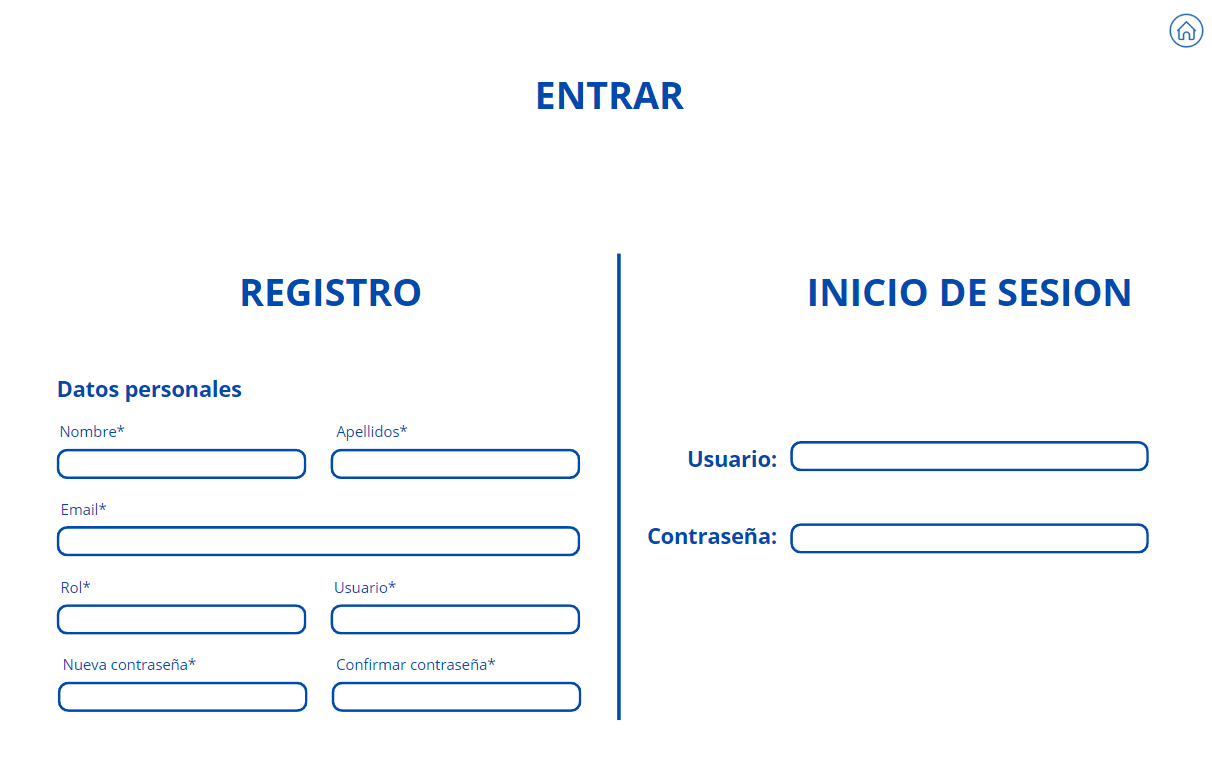 ENTRAR
REGISTRO
Datos personales
Nombre* Apellidos*
Email*
Rol* Usuario*
Nueva contraseña* Confirmar contraseña*
INICIO DE SESION
Usuario:
Contraseña: